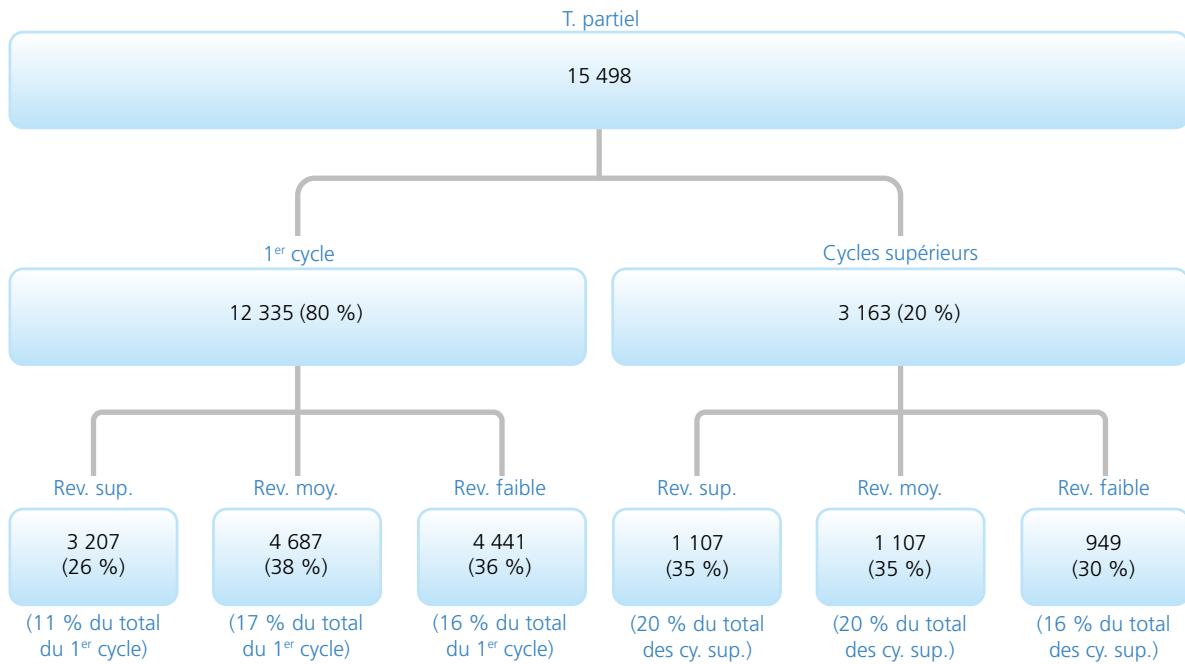 T. partiel
15 498
1er cycle
Cycles supérieurs
12 335 (80 %)
3 163 (20 %)
Rev. sup.
Rev. moy.
Rev. faible
Rev. sup.
Rev. moy.
Rev. faible
3 207
(26 %)
4 687
(38 %)
4 441
(36 %)
1 107
(35 %)
1 107
(35 %)
949
(30 %)
(11 % du total
du 1er cycle)
(17 % du total
du 1er cycle)
(16 % du total
du 1er cycle)
(20 % du total
des cy. sup.)
(20 % du total
des cy. sup.)
(16 % du total
des cy. sup.)